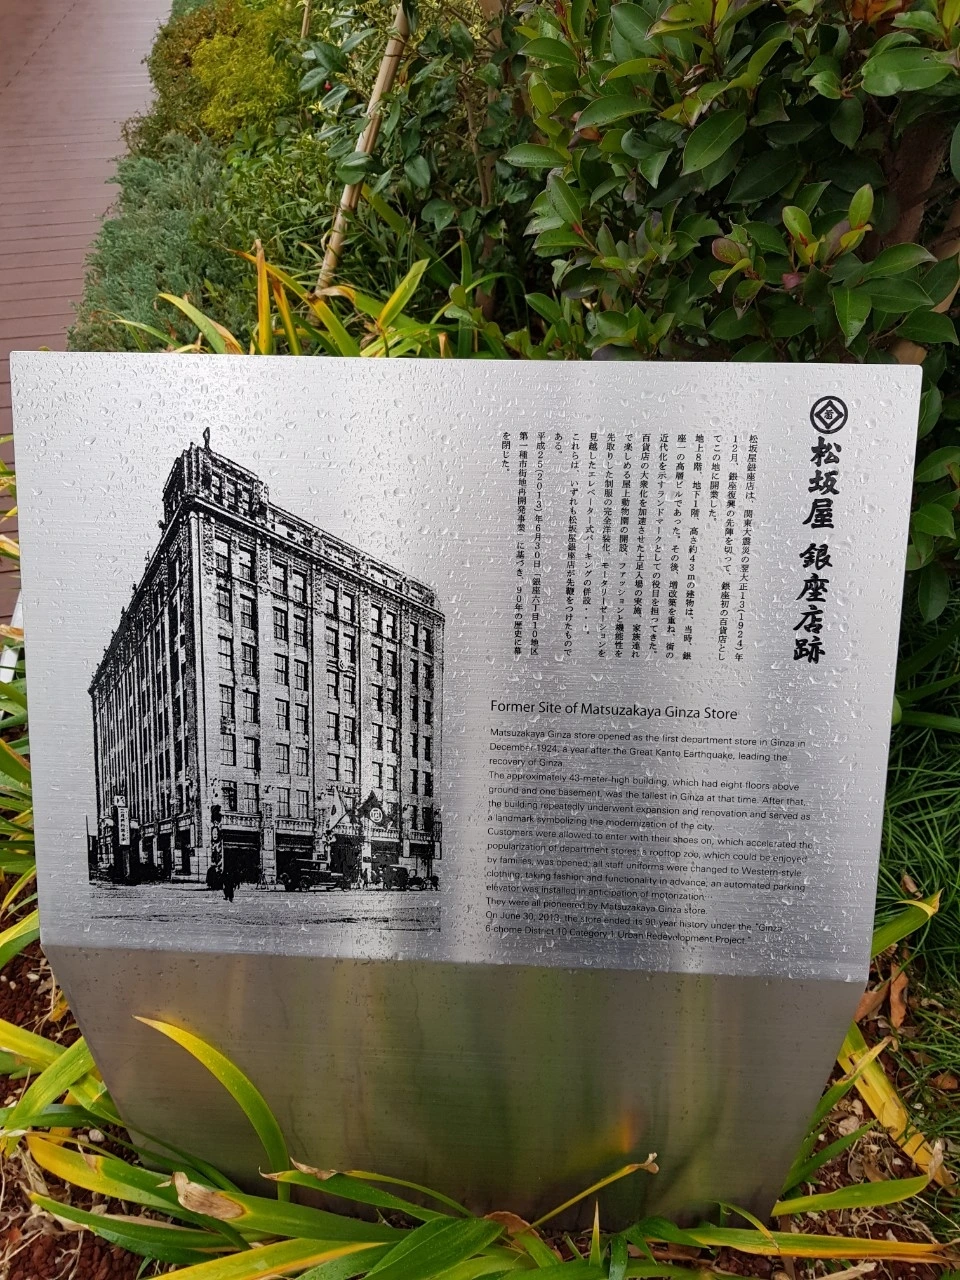 松坂屋 銀座店跡
松坂屋銀座店は、関東大震災の翌大正13(1924)年
12月、銀座復興の先陣を切って、銀座初の百貨店とし
てこの地に開業した。
地上8階、地下1階、高さ約43mの建物は、当時、銀
座一の高層ビルであった。その後、増改築を重ね、街の
近代化を示すランドマークとしての役目を担ってきた。
百貨店の大衆化を加速させた土足入場の実施、家族連れ
で楽しめる屋上動物園の開設、ファッションと機能性を
先取りした制服の完全洋装化、モータリゼーションを
見越したエレベーター式パーキングの併設・・・。
これらは、いずれも松坂屋銀座店が先鞭をつけたもので
ある。
平成25(2013)年6月30日、「銀座六丁目10地区
第一種市街地再開発事業」に基づき、90年の歴史に幕
を閉じた。
Former Site of Matsuzakaya Ginza Store
Matsuzakaya Ginza store opened as the first department store in Ginza in
December 1924, a year after the Great Kanto Earthquake, leading the
recovery of Ginza.
The approximately 43-meter-high building, which had eight floors above
ground and one basement, was the tallest in Ginza at that time. After that,
the building repeatedly underwent expansion and renovation and served as
a landmark symbolizing the modernization of the city.
Customers were allowed to enter with their shoes on, which accelerated the
popularization of department stores; a rooftop zoo, which could be enjoyed
by families, was opened; all staff uniforms were changed to Western-style
clothing, taking fashion and functionality in advance; an automated parking
elevator was installed in anticipation of motorization…
They were all pioneered by Matsuzakaya Ginza store.
On June 30, 2013, the store ended its 90 year history under the "Ginza
6-chome District 10 Category 1 Urban Redevelopment Project."